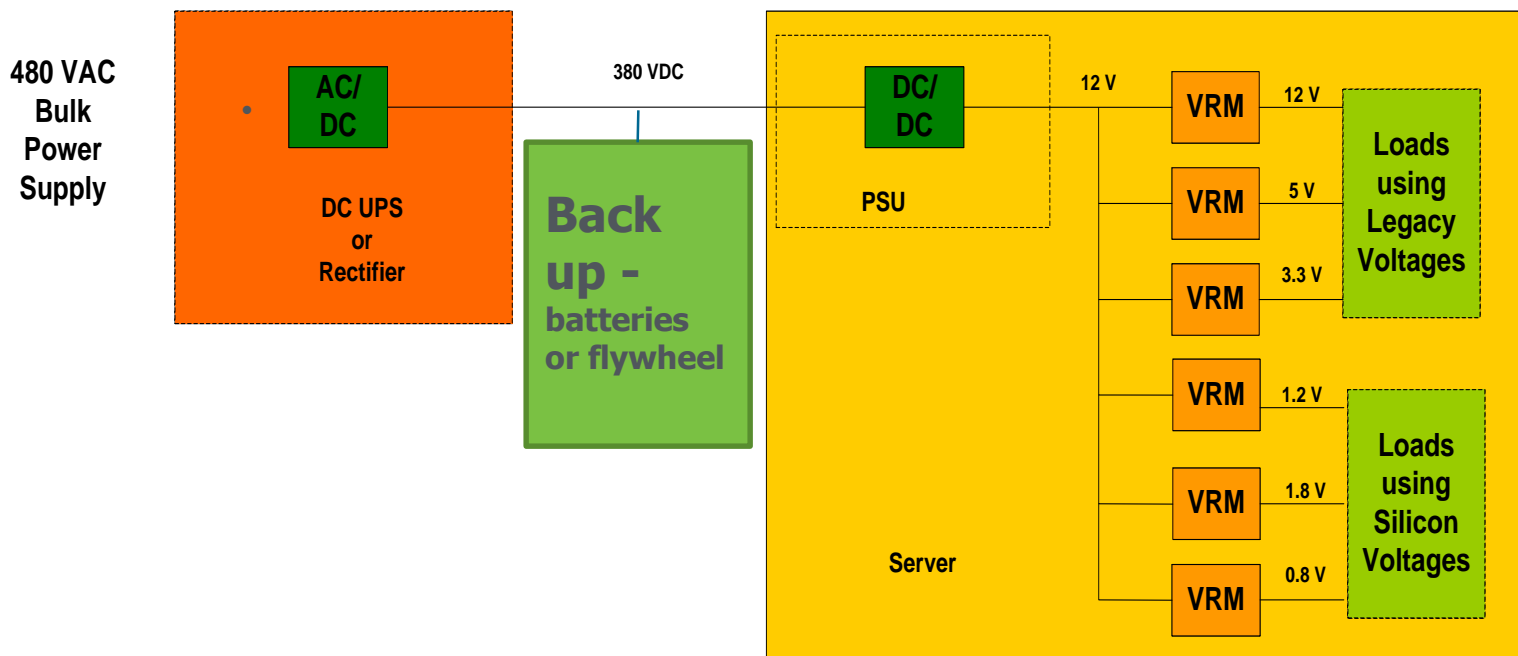 480 VAC
Bulk
Power
Supply
AC/
DC
DC UPS
or
Rectifier
380 VDC
Back
up -
batteries
or flywheel
DC/
DC
PSU
12 V
Server
VRM
12 V
VRM
5 V
VRM
3.3 V
VRM
1.2 V
VRM
1.8 V
VRM
0.8 V
Loads
using
Legacy
Voltages
Loads
using
Silicon
Voltages